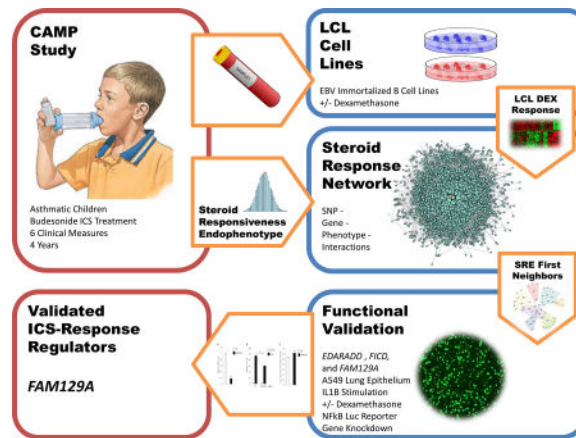 CAMP
Study
Asthmatic Children
Budesonide ICS Treatment
6 Clinical Measures
4 Years
LCL
Cell
Lines
EBV Immortalized B Cell Lines
+/- Dexamethasone
LCL DEX
Response
Steroid
Responsiveness
Endophenotype
Steroid
Response
Network
SNP -
Gene -
Phenotype -
Interactions
SRE First
Neighbors
Functional
Validation
EDARADD, FICD,
and FAM129A
A549 Lung Epithelium
IL1B Stimulation
+/- Dexamethasone
NFkB Luc Reporter
Gene Knockdown
Validated
ICS-Response
Regulators
FAM129A